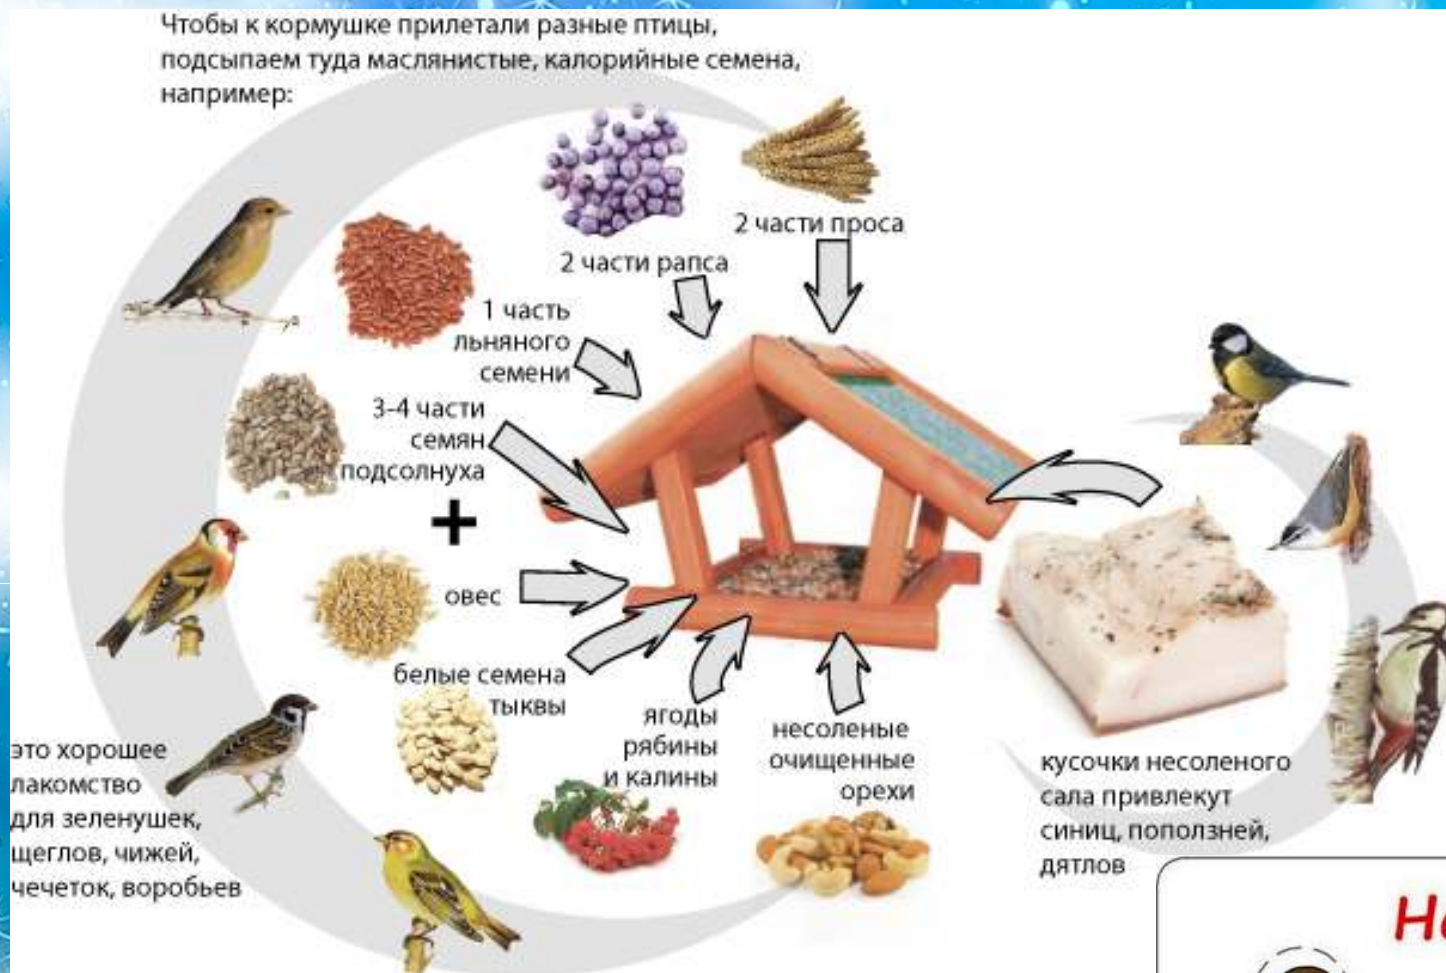 Чтобы к кормушке прилетали разные птицы,
подсыпаем туда маслянистые, калорийные семена,
например:
2 части проса
2 части рапса
1 часть
льняного
семени
3-4 части
семян
подсолнуха
+
овес
белые семена
тыквы
ягоды
рябины
и калины
несоленые
очищенные
орехи
это хорошее
лакомство
для зеленушек,
щеглов, чижей,
чечеток, воробьев
кусочки несоленого
сала привлекут
синиц, поползней,
дятлов